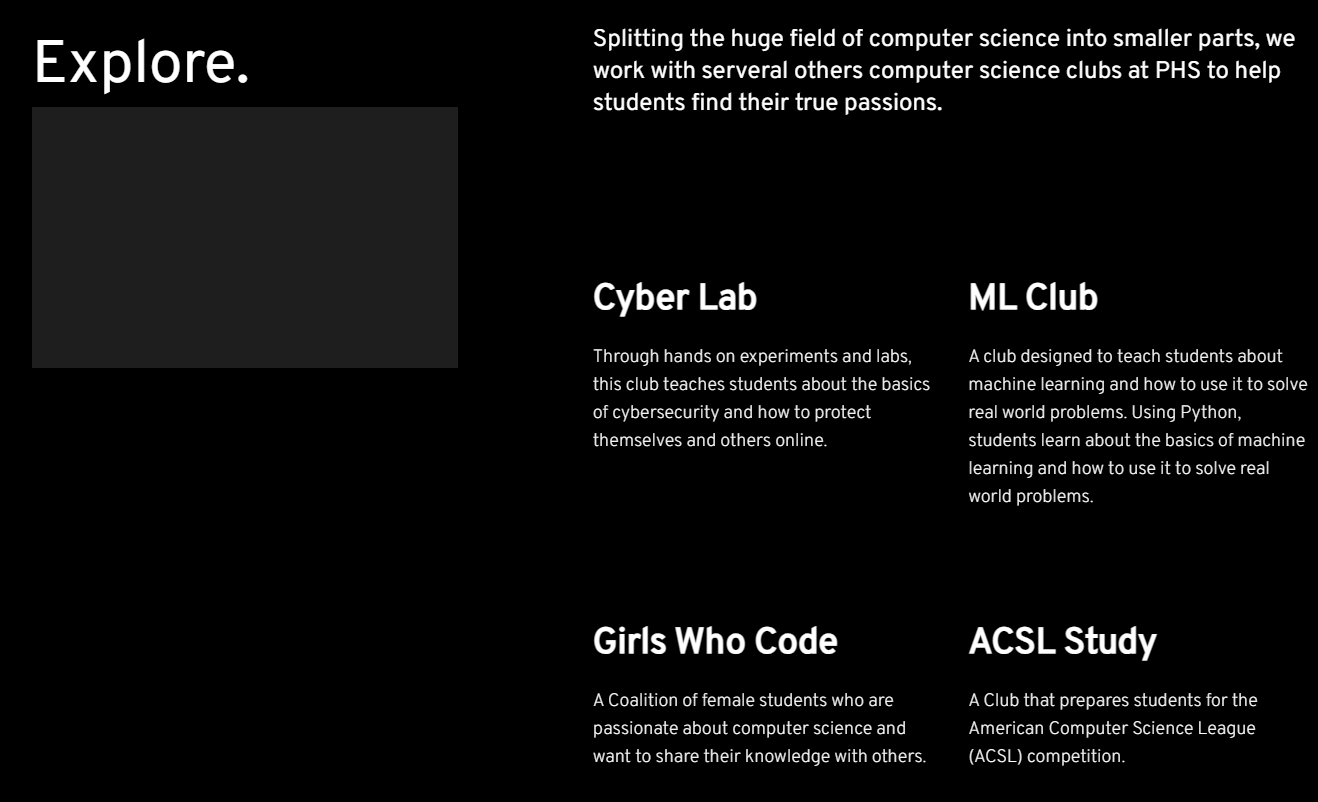 Explore.
Splitting the huge field of computer science into smaller parts, we
work with serveral others computer science clubs at PHS to help
students find their true passions.
Cyber Lab
Through hands on experiments and labs,
this club teaches students about the basics
of cybersecurity and how to protect
themselves and others online.
ML Club
A club designed to teach students about
machine learning and how to use it to solve
real world problems. Using Python,
students learn about the basics of machine
learning and how to use it to solve real
world problems.
Girls Who Code
A Coalition of female students who are
passionate about computer science and
want to share their knowledge with others.
ACSL Study
A Club that prepares students for the
American Computer Science League
(ACSL) competition.